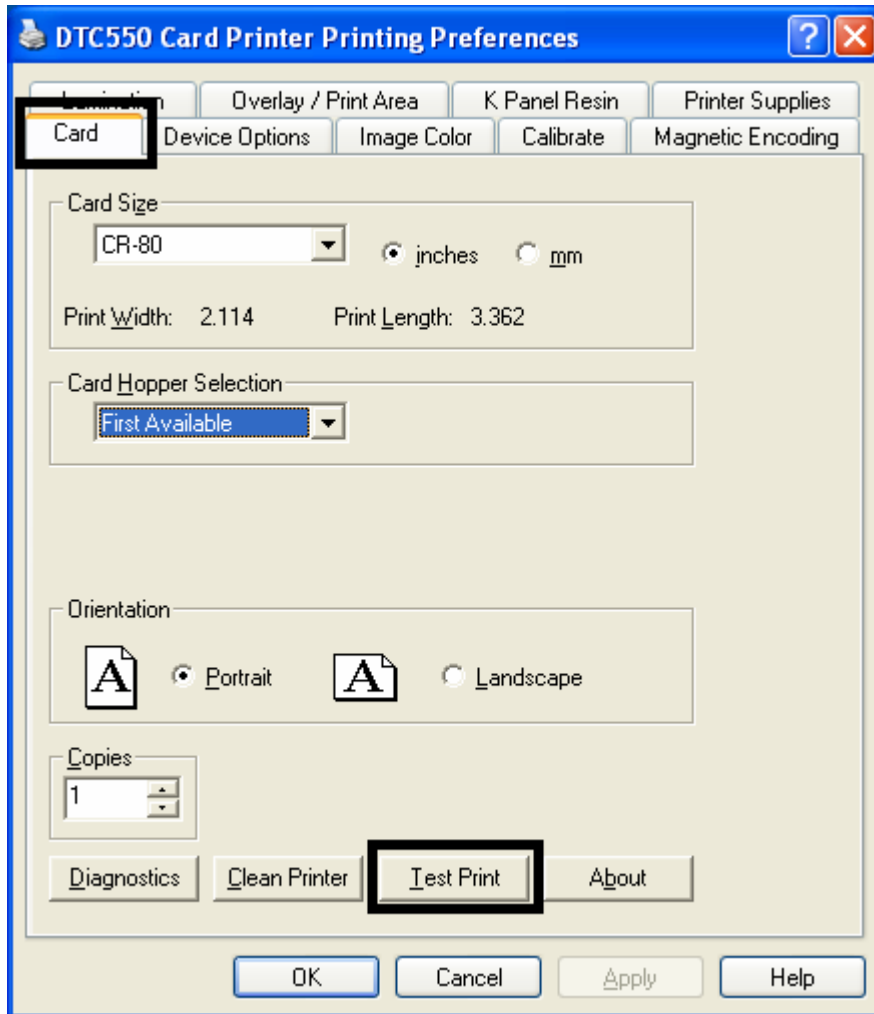 DTC550 Card Printer Printing Preferences
Lamination Overlay / Print Area K Panel Resin Printer Supplies
Card Device Options Image Color Calibrate Magnetic Encoding
Card Size
CR-80 inches mm
Print Width: 2.114 Print Length: 3.362
Card Hopper Selection
First Available
Orientation
A Portrait A Landscape
Copies
1
Diagnostics Clean Printer Test Print About
OK Cancel Apply Help